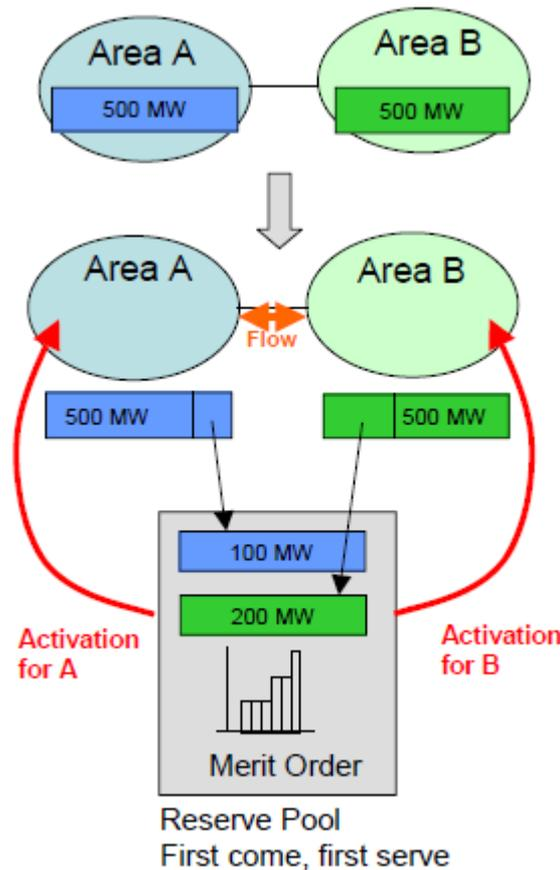 Area A
Area B
500 MW
500 MW
Area A
Area B
Flow
500 MW
500 MW
100 MW
200 MW
Activation
for A
Activation
for B
Merit Order
Reserve Pool
First come, first serve